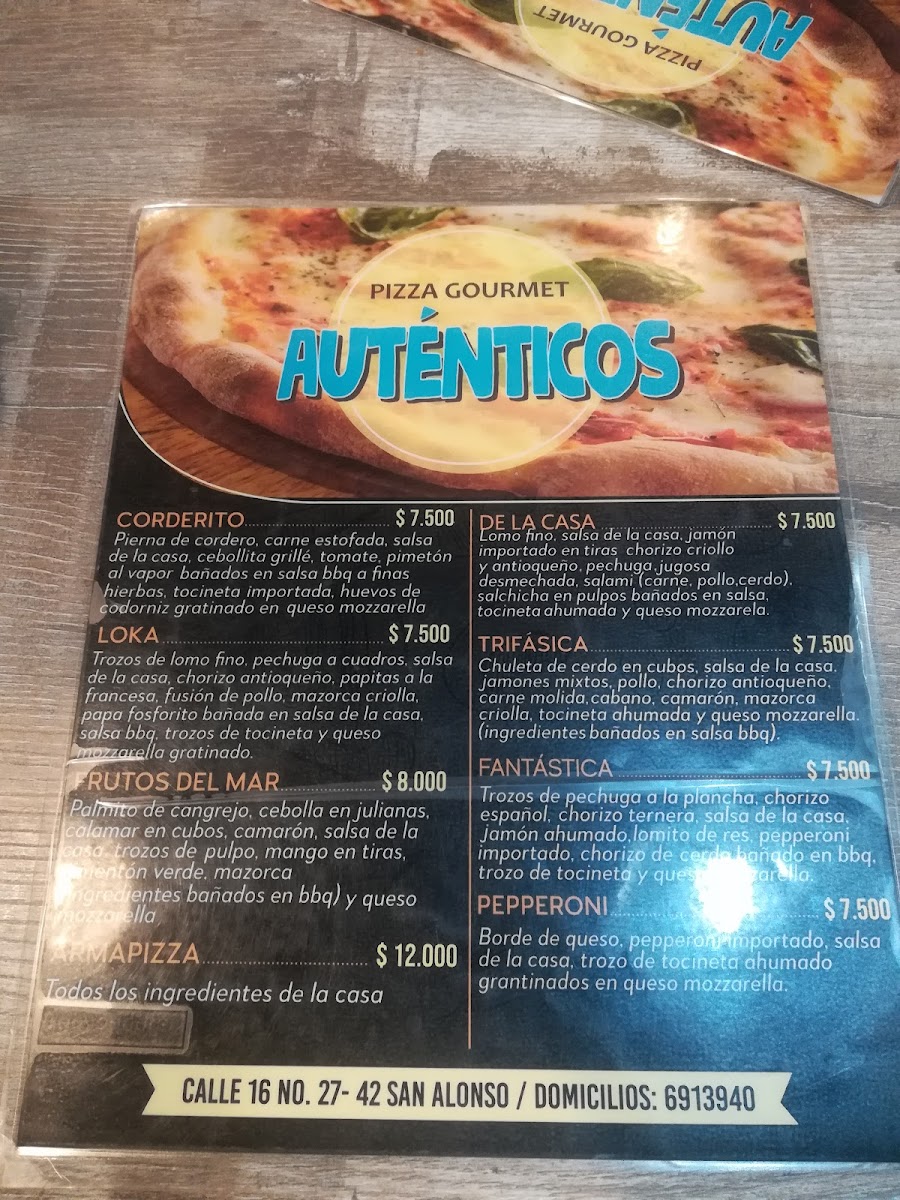 PIZZA GOURMET
AUTÉNTICOS
PIZZA GOURMET
AUTÉNTICOS
CORDERITO $ 7.500
Pierna de cordero, carne estofada, salsa
de la casa, cebollita grillé, tomate, pimetón
al vapor bañados en salsa bbq a finas
hierbas, tocineta importada, huevos de
codorniz gratinado en queso mozzarella
LOKA $ 7.500
Trozos de lomo fino, pechuga a cuadros, salsa
de la casa, chorizo antioqueño, papitas a la
francesa, fusión de pollo, mazorca criolla,
papa fosforito bañada en salsa de la casa,
salsa bbq, trozos de tocineta y queso
mozzarella gratinado.
FRUTOS DEL MAR $ 8.000
Palmito de cangrejo, cebolla en julianas,
calamar en cubos, camarón, salsa de la
casa, trozos de pulpo, mango en tiras,
pimentón verde, mazorca
(ingredientes bañados en bbq) y queso
mozzarella
ARMAPIZZA $ 12.000
Todos los ingredientes de la casa
DE LA CASA $ 7.500
Lomo fino, salsa de la casa, jamón
importado en tiras chorizo criollo
y antioqueño, pechuga jugosa
desmechada, salami (carne, pollo,cerdo),
salchicha en pulpos bañados en salsa,
tocineta ahumada y queso mozzarela.
TRIFÁSICA $ 7.500
Chuleta de cerdo en cubos, salsa de la casa,
jamones mixtos, pollo, chorizo antioqueño,
carne molida,cabano, camarón, mazorca
criolla, tocineta ahumada y queso mozzarella.
(ingredientes bañados en salsa bbq).
FANTÁSTICA $ 7.500
Trozos de pechuga a la plancha, chorizo
español, chorizo ternera, salsa de la casa,
jamón ahumado,lomito de res, pepperoni
importado, chorizo de cerdo bañado en bbq,
trozo de tocineta y queso mozzarella.
PEPPERONI $ 7.500
Borde de queso, pepperoni importado, salsa
de la casa, trozo de tocineta ahumado
grantinados en queso mozzarella.
CALLE 16 NO. 27- 42 SAN ALONSO / DOMICILIOS: 6913940